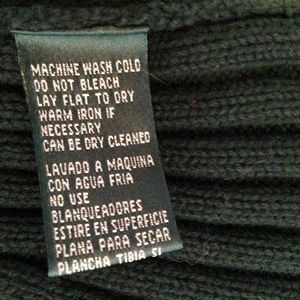 MACHINE WASH COLD
DO NOT BLEACH
LAY FLAT TO DRY
WARM IRON IF
NECESSARY
CAN BE DRY CLEANED
LAVADO A MAQUINA
CON AGUA FRIA
NO USE
BLANQUEADORES
ESTIRE EN SUPERFICIE
PLANA PARA SECAR
PLANCHA TIBIA SI